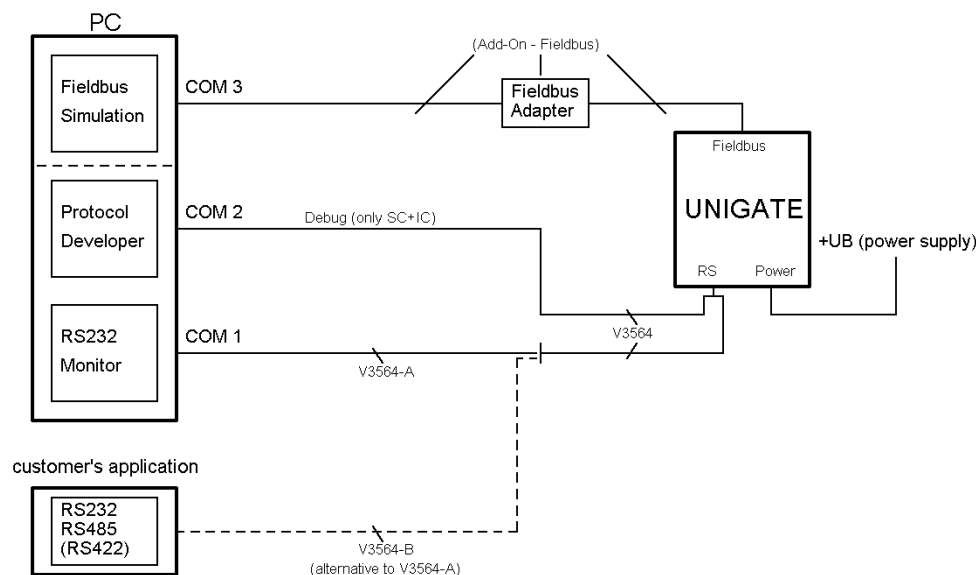 PC
(Add-On - Fieldbus)
Fieldbus
Simulation
COM 3
Fieldbus
Adapter
Fieldbus
UNIGATE
Protocol
Developer
COM 2
Debug (only SC+IC)
+UB (power supply)
RS
Power
RS232
Monitor
COM 1
V3564
V3564-A
customer's application
RS232
RS485
(RS422)
V3564-B
(alternative to V3564-A)